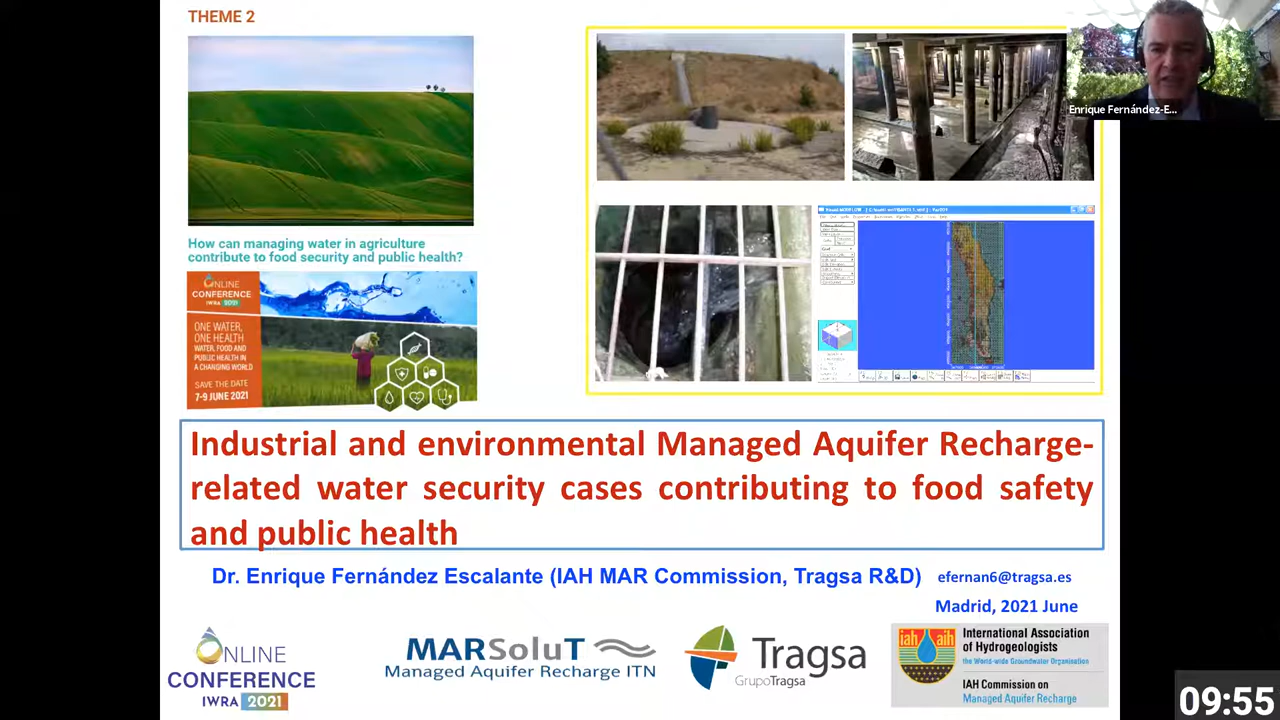 THEME 2
Enrique Fernández-E...
How can managing water in agriculture
contribute to food security and public health?
ONLINE
CONFERENCE
IWRA 2021
ONE WATER,
ONE HEALTH
WATER, FOOD AND
PUBLIC HEALTH IN
A CHANGING WORLD
SAVE THE DATE
7-9 JUNE 2021
Industrial and environmental Managed Aquifer Recharge-
related water security cases contributing to food safety
and public health
Dr. Enrique Fernández Escalante (IAH MAR Commission, Tragsa R&D) efernan6@tragsa.es
Madrid, 2021 June
ONLINE
CONFERENCE
IWRA 2021
MARSoluT
Managed Aquifer Recharge ITN
Tragsa
GrupoTragsa
iah aih
International Association
of Hydrogeologists
the World-wide Groundwater Organisation
IAH Commission on
Managed Aquifer Recharge
09:55